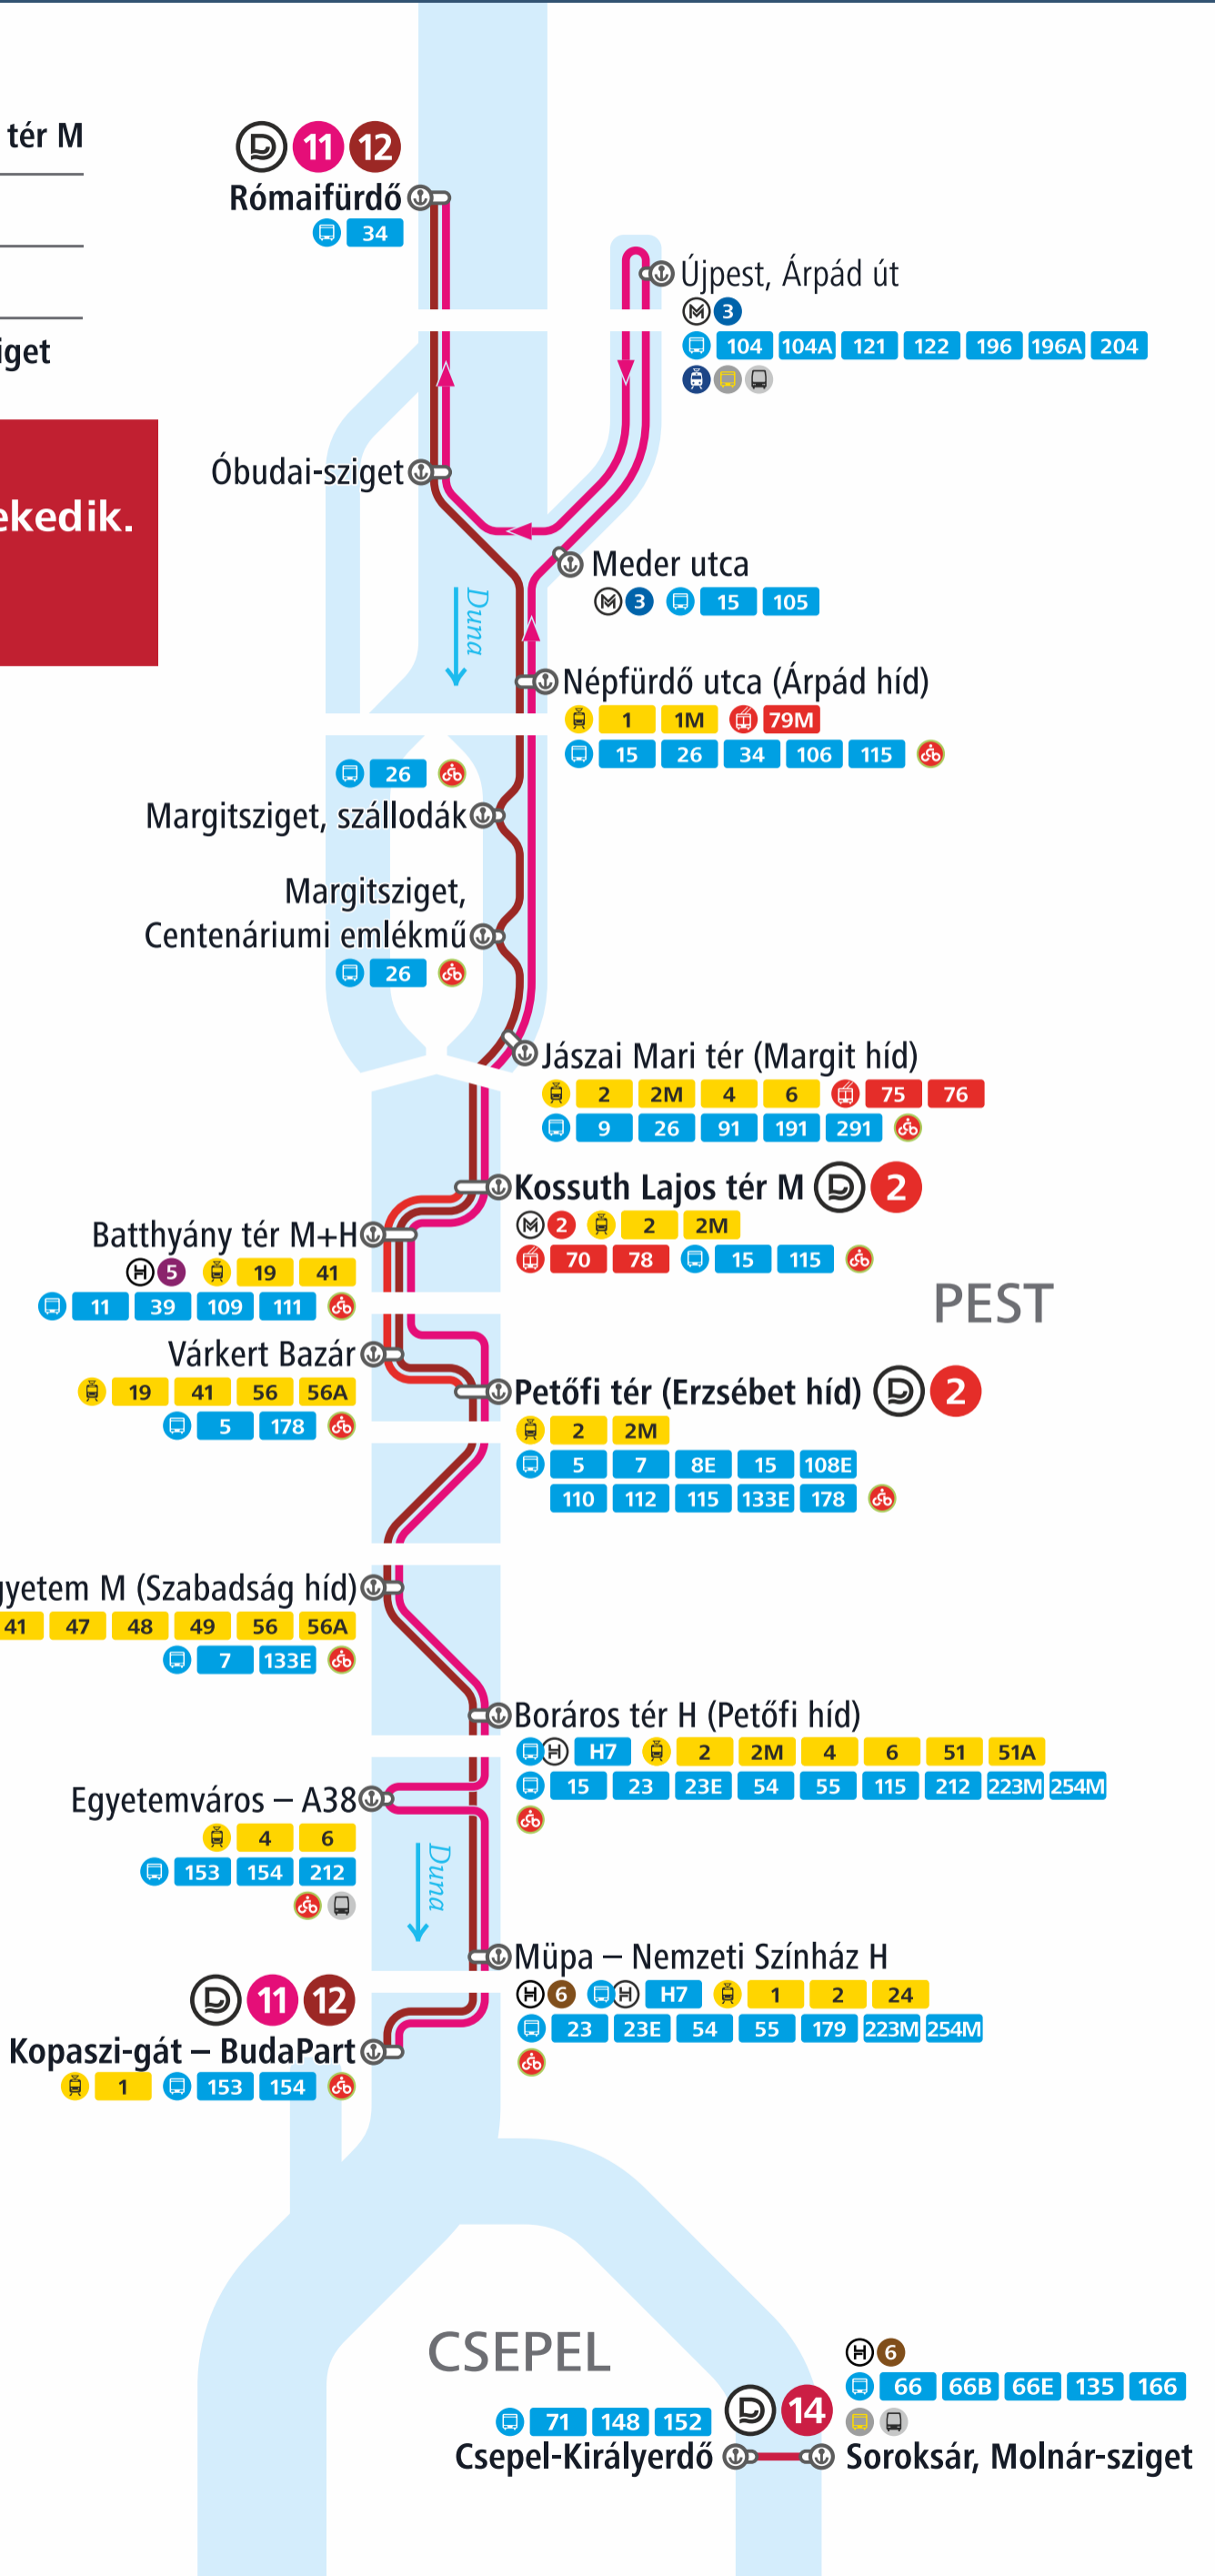 tér M
11 12
Rómaifürdő
34
Újpest, Árpád út
M 3
104 104A 121 122 196 196A 204
iget
Óbudai-sziget
ekedik.
Meder utca
M 3 15 105
Duna
Népfürdő utca (Árpád híd)
1 1M 79M
15 26 34 106 115
26
Margitsziget, szállodák
Margitsziget,
Centenáriumi emlékmű
26
Jászai Mari tér (Margit híd)
2 2M 4 6 75 76
9 26 91 191 291
Kossuth Lajos tér M D 2
M 2 2 2M
70 78 15 115
Batthyány tér M+H
H 5 19 41
11 39 109 111
PEST
Várkert Bazár
19 41 56 56A
5 178
Petőfi tér (Erzsébet híd) D 2
2 2M
5 7 8E 15 108E
110 112 115 133E 178
gyetem M (Szabadság híd)
41 47 48 49 56 56A
7 133E
Boráros tér H (Petőfi híd)
H H7 2 2M 4 6 51 51A
15 23 23E 54 55 115 212 223M 254M
Egyetemváros – A38
4 6
153 154 212
Duna
Müpa – Nemzeti Színház H
H 6 H H7 1 2 24
23 23E 54 55 179 223M 254M
D 11 12
Kopaszi-gát – BudaPart
1 153 154
CSEPEL
H 6
66 66B 66E 135 166
71 148 152 D 14
Csepel-Királyerdő
Soroksár, Molnár-sziget